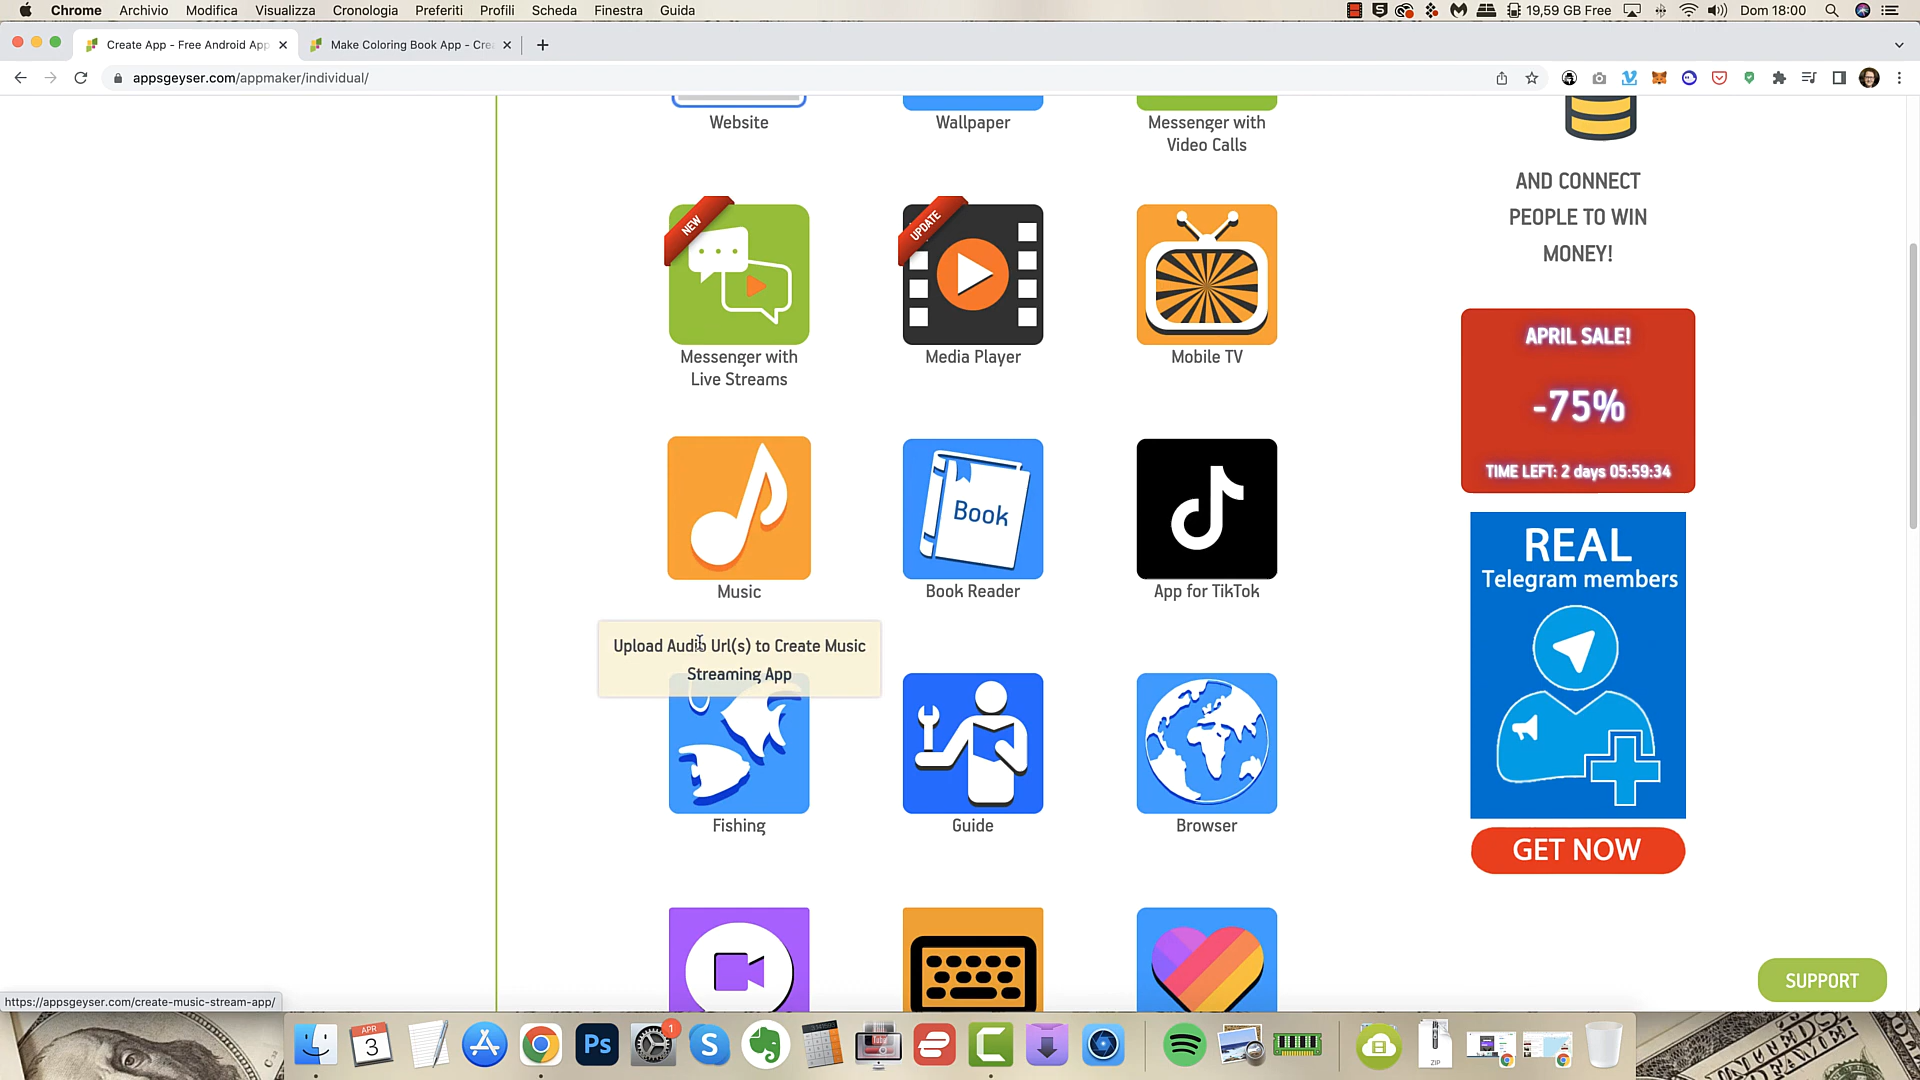 Chrome Archivio Modifica Visualizza Cronologia Preferiti Profili Scheda Finestra Guida 19,59 GB Free Dom 18:00
Create App - Free Android App Make Coloring Book App - Crea
appsgeyser.com/appmaker/individual/
Website Wallpaper Messenger with
Video Calls
AND CONNECT
PEOPLE TO WIN
MONEY!
NEW
UPDATE
Messenger with
Live Streams
Media Player
Mobile TV
APRIL SALE!
-75%
TIME LEFT: 2 days 05:59:34
Book
Music
Book Reader
App for TikTok
REAL
Telegram members
Upload Audio Url(s) to Create Music
Streaming App
Fishing
Guide
Browser
GET NOW
SUPPORT
https://appsgeyser.com/create-music-stream-app/
APR
3
Ps
1
ZIP